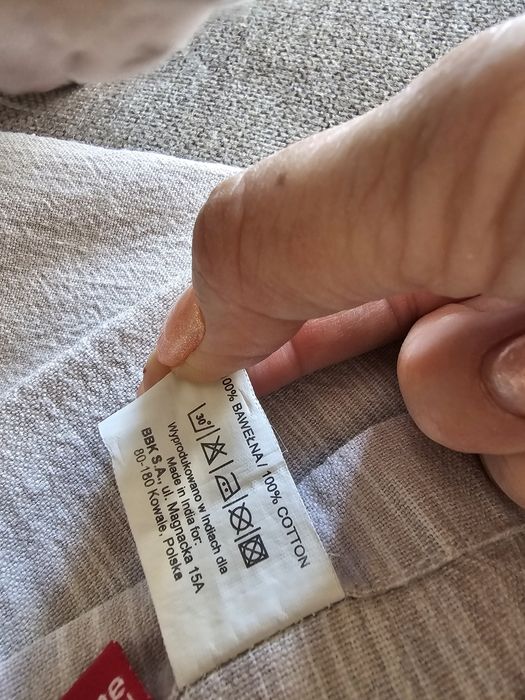 100% BAWEŁNA / 100% COTTON
30°
Wyprodukowano w Indiach dla
Made in India for:
BBK S.A., ul. Magnacka 15A
80-180 Kowale, Polska